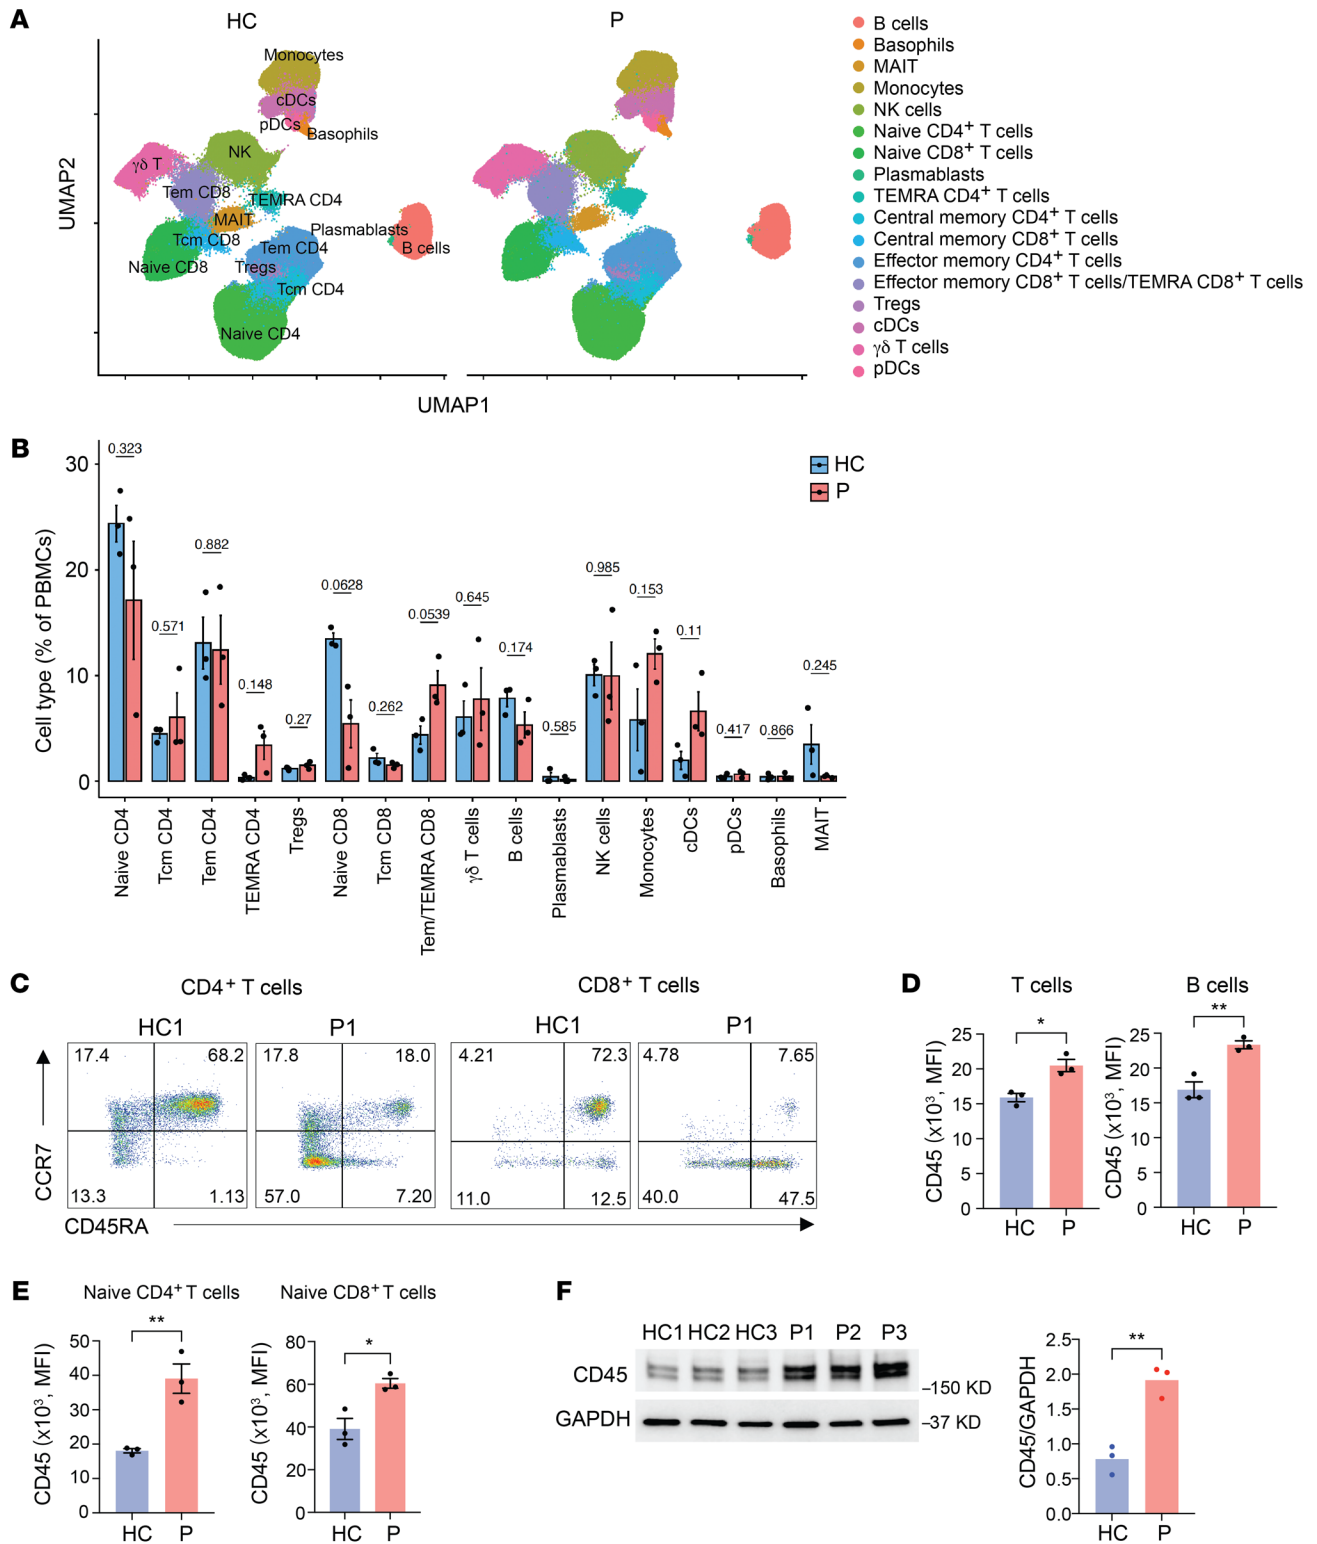 A
HC
P
Monocytes
cDCs
pDCs
Basophils
NK
γδ T
Tem CD8
TEMRA CD4
MAIT
Plasmablasts
Tcm CD8
Tem CD4
B cells
Naive CD8
Tregs
Tcm CD4
Naive CD4
UMAP2
UMAP1
B cells
Basophils
MAIT
Monocytes
NK cells
Naive CD4+ T cells
Naive CD8+ T cells
Plasmablasts
TEMRA CD4+ T cells
Central memory CD4+ T cells
Central memory CD8+ T cells
Effector memory CD4+ T cells
Effector memory CD8+ T cells/TEMRA CD8+ T cells
Tregs
cDCs
γδ T cells
pDCs
B
Cell type (% of PBMCs)
30
20
10
0
0.323
0.571
0.882
0.148
0.27
0.0628
0.262
0.0539
0.645
0.174
0.585
0.985
0.153
0.11
0.417
0.866
0.245
HC
P
Naive CD4
Tcm CD4
Tem CD4
TEMRA CD4
Tregs
Naive CD8
Tcm CD8
Tem/TEMRA CD8
γδ T cells
B cells
Plasmablasts
NK cells
Monocytes
cDCs
pDCs
Basophils
MAIT
C
CD4+ T cells
CD8+ T cells
HC1
P1
HC1
P1
17.4 68.2
13.3 1.13
17.8 18.0
57.0 7.20
4.21 72.3
11.0 12.5
4.78 7.65
40.0 47.5
CCR7
CD45RA
D
T cells
CD45 (x10³, MFI)
25
20
15
10
5
0
*
HC P
B cells
CD45 (x10³, MFI)
25
20
15
10
5
0
**
HC P
E
Naive CD4+ T cells
CD45 (x10³, MFI)
50
40
30
20
10
0
**
HC P
Naive CD8+ T cells
CD45 (x10³, MFI)
80
60
40
20
0
*
HC P
F
HC1 HC2 HC3 P1 P2 P3
CD45
–150 KD
GAPDH
–37 KD
CD45/GAPDH
2.5
2.0
1.5
1.0
0.5
0.0
**
HC P